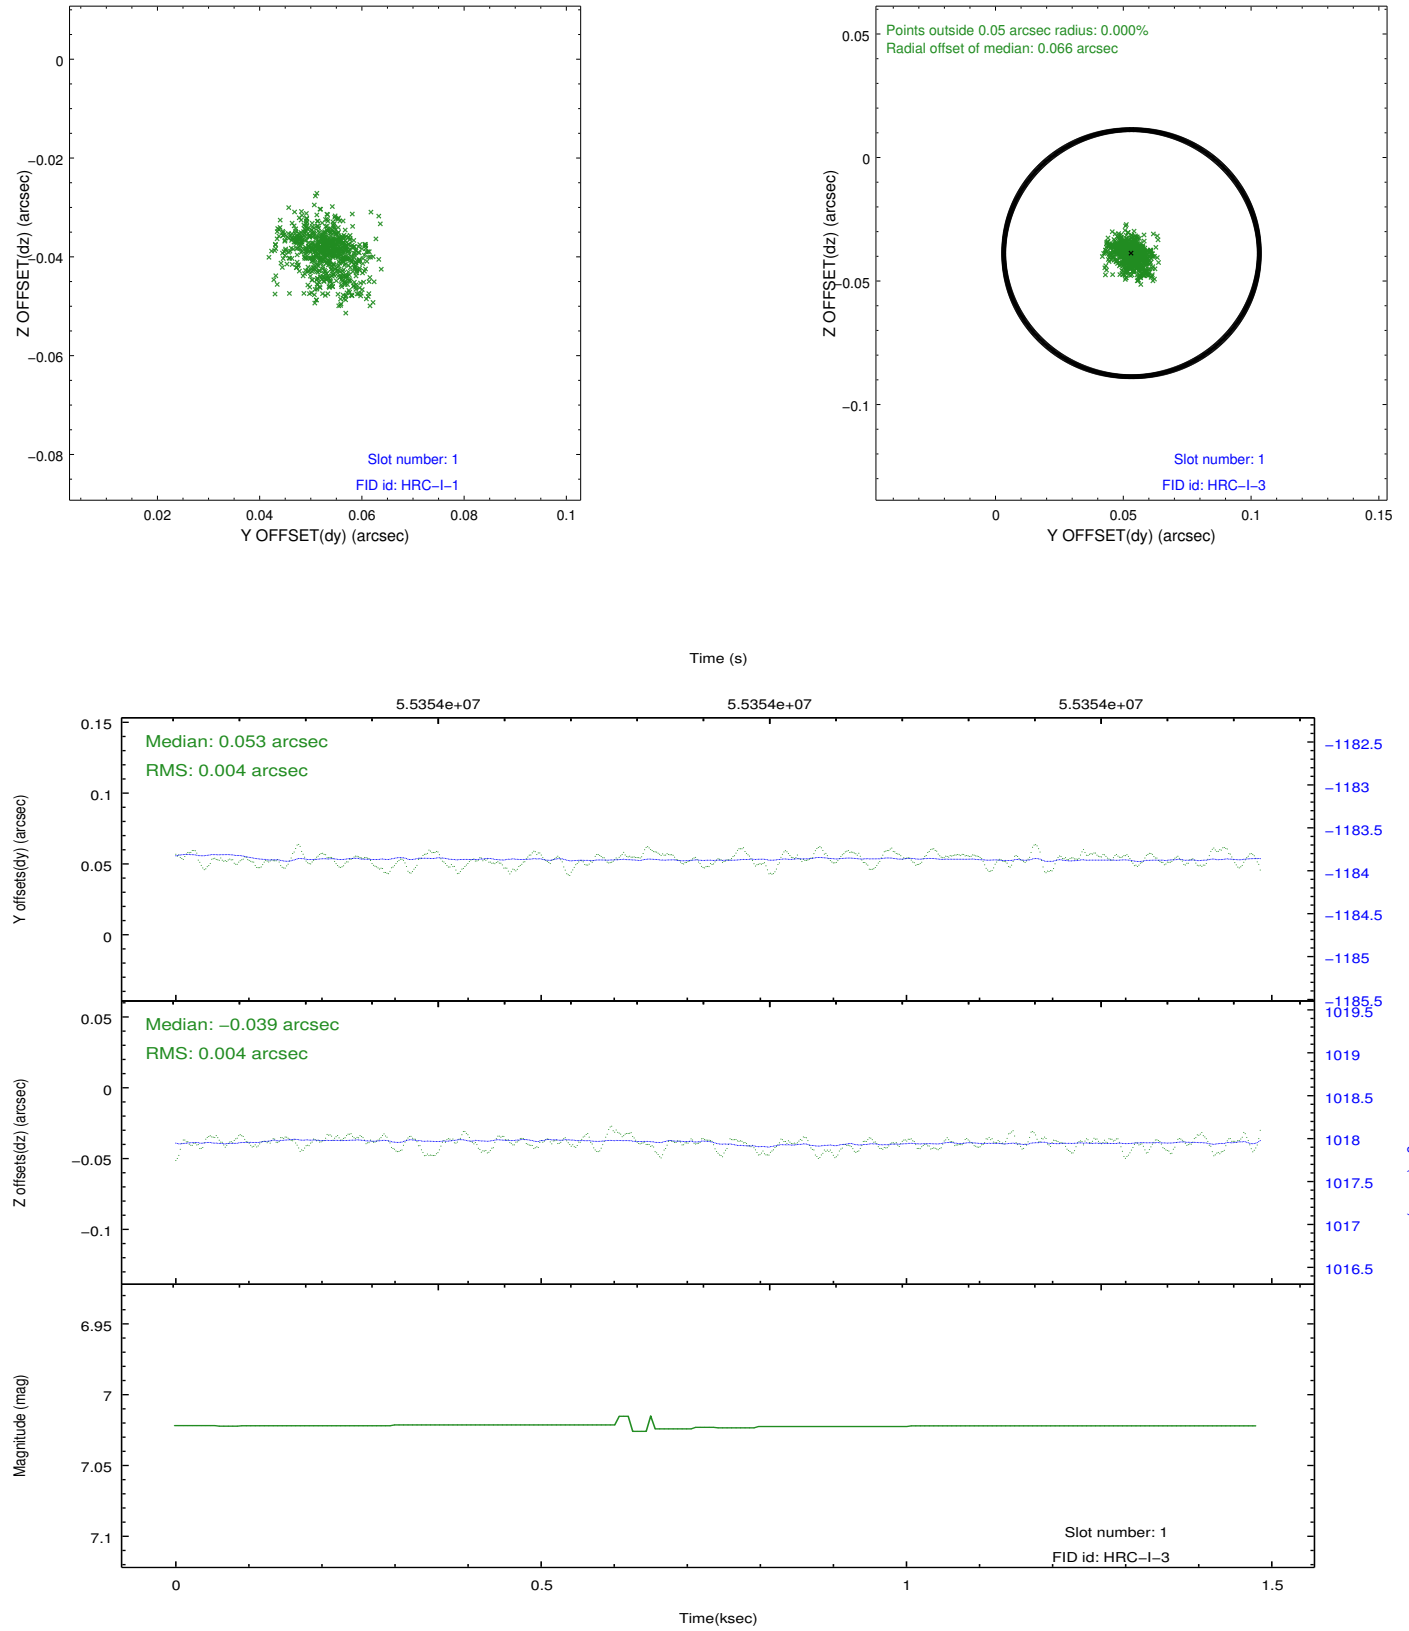 0
−0.02
−0.04
−0.06
−0.08
Z OFFSET(dz) (arcsec)
Slot number: 1
FID id: HRC−I−1
0.02 0.04 0.06 0.08 0.1
Y OFFSET(dy) (arcsec)
Points outside 0.05 arcsec radius: 0.000%
Radial offset of median: 0.066 arcsec
0.05
0
−0.05
−0.1
Z OFFSET(dz) (arcsec)
Slot number: 1
FID id: HRC−I−3
0 0.05 0.1 0.15
Y OFFSET(dy) (arcsec)
Time (s)
5.5354e+07 5.5354e+07 5.5354e+07
Median: 0.053 arcsec
RMS: 0.004 arcsec
0.15
0.1
0.05
0
Y offsets(dy) (arcsec)
−1182.5
−1183
−1183.5
−1184
−1184.5
−1185
−1185.5
Median: −0.039 arcsec
RMS: 0.004 arcsec
0.05
0
−0.05
−0.1
Z offsets(dz) (arcsec)
1019.5
1019
1018.5
1018
1017.5
1017
1016.5
6.95
7
7.05
7.1
Magnitude (mag)
Slot number: 1
FID id: HRC−I−3
0 0.5 1 1.5
Time(ksec)